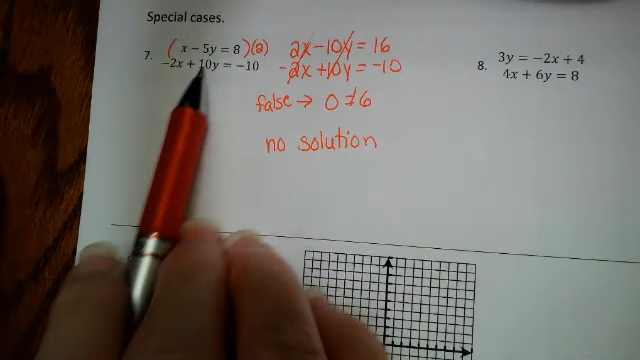 Special cases.
7. ( x − 5y = 8 )(2)
−2x + 10y = −10
2x − 10y = 16
-2x + 10y = -10
false → 0 ≠ 6
no solution
8. 3y = −2x + 4
4x + 6y = 8